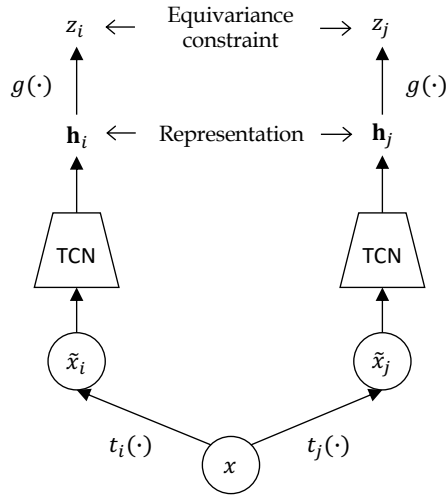 z_i ← Equivariance constraint → z_j
g(·) g(·)
𝐡_i ← Representation → 𝐡_j
TCN TCN
x̃_i x̃_j
t_i(·) t_j(·)
x